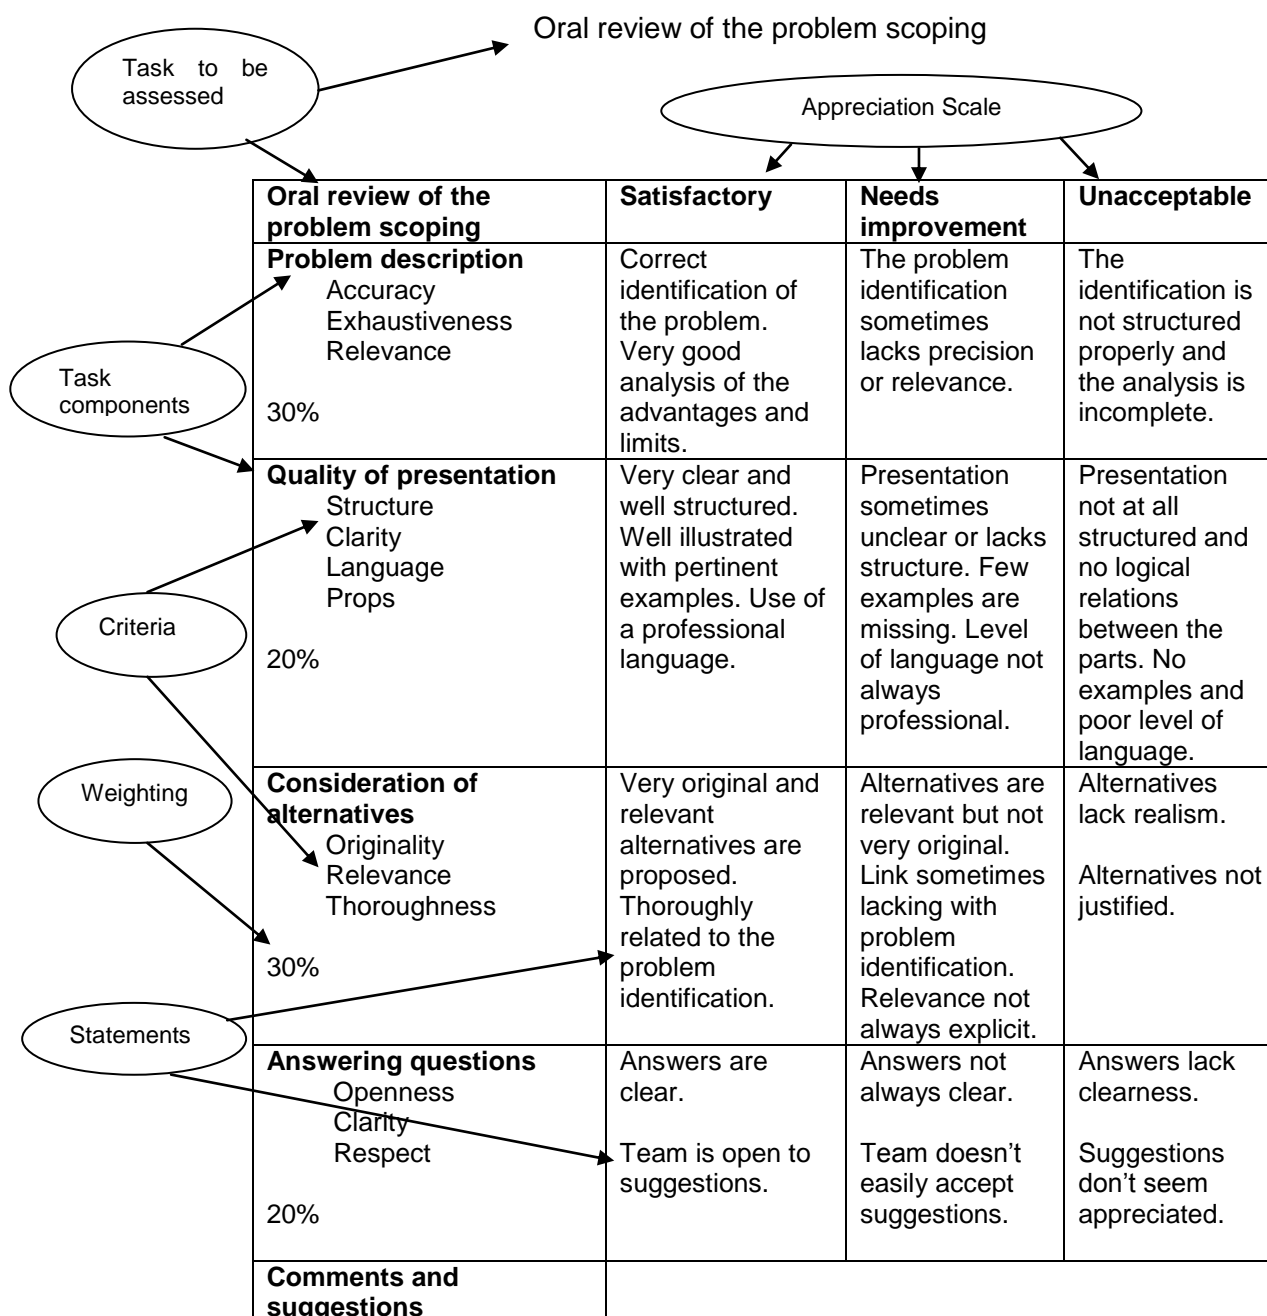 Oral review of the problem scoping
Task to be
assessed
Appreciation Scale
Oral review of the
problem scoping
Satisfactory
Needs
improvement
Unacceptable
Problem description
Accuracy
Exhaustiveness
Relevance
30%
Correct
identification of
the problem.
Very good
analysis of the
advantages and
limits.
The problem
identification
sometimes
lacks precision
or relevance.
The
identification is
not structured
properly and
the analysis is
incomplete.
Task
components
Quality of presentation
Structure
Clarity
Language
Props
20%
Very clear and
well structured.
Well illustrated
with pertinent
examples. Use of
a professional
language.
Presentation
sometimes
unclear or lacks
structure. Few
examples are
missing. Level
of language not
always
professional.
Presentation
not at all
structured and
no logical
relations
between the
parts. No
examples and
poor level of
language.
Criteria
Weighting
Consideration of
alternatives
Originality
Relevance
Thoroughness
30%
Very original and
relevant
alternatives are
proposed.
Thoroughly
related to the
problem
identification.
Alternatives are
relevant but not
very original.
Link sometimes
lacking with
problem
identification.
Relevance not
always explicit.
Alternatives
lack realism.
Alternatives not
justified.
Statements
Answering questions
Openness
Clarity
Respect
20%
Answers are
clear.
Team is open to
suggestions.
Answers not
always clear.
Team doesn't
easily accept
suggestions.
Answers lack
clearness.
Suggestions
don't seem
appreciated.
Comments and
suggestions